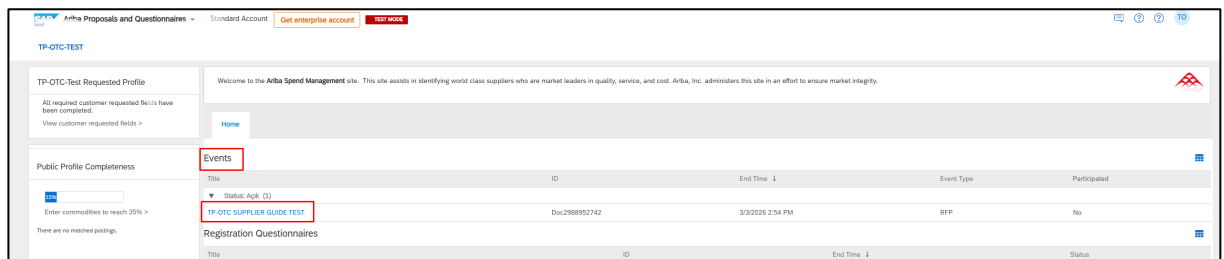 SAP Ariba Proposals and Questionnaires Standard Account Get enterprise account TEST MODE TO
TP-OTC-TEST
TP-OTC-Test Requested Profile
All required customer requested fields have
been completed.
View customer requested fields >
Welcome to the Ariba Spend Management site. This site assists in identifying world class suppliers who are market leaders in quality, service, and cost. Ariba, Inc. administers this site in an effort to ensure market integrity.
Home
Public Profile Completeness
35%
Enter commodities to reach 35% >
There are no matched postings.
Events
Title ID End Time ↓ Event Type Participated
▼ Status: Açık (1)
TP-OTC SUPPLIER GUIDE TEST Doc2988952742 3/3/2026 2:54 PM RFP No
Registration Questionnaires
Title ID End Time ↓ Status